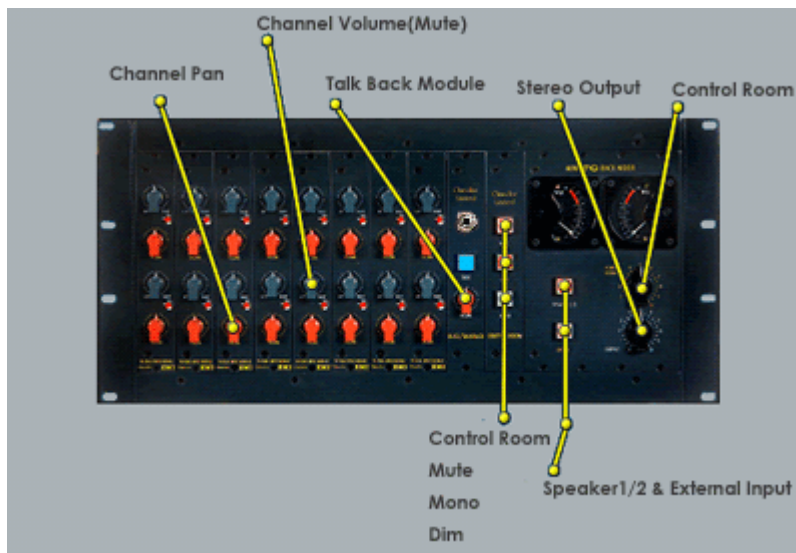 Channel Volume(Mute)
Channel Pan
Talk Back Module
Stereo Output
Control Room
Control Room
Mute
Mono
Dim
Speaker1/2 & External Input